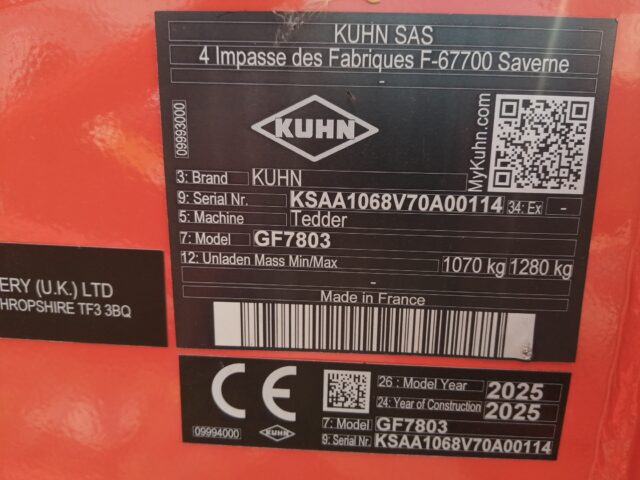 KUHN SAS
4 Impasse des Fabriques F-67700 Saverne
-
09993000
KUHN
MyKuhn.com
3: Brand KUHN
9: Serial Nr. KSAA1068V70A00114 34: Ex -
5: Machine Tedder
7: Model GF7803
12: Unladen Mass Min/Max 1070 kg 1280 kg
-
Made in France
ERY (U.K.) LTD
HROPSHIRE TF3 3BQ
CE
09994000
KUHN
26 : Model Year 2025
24: Year of Construction 2025
7: Model GF7803
9: Serial Nr. KSAA1068V70A00114